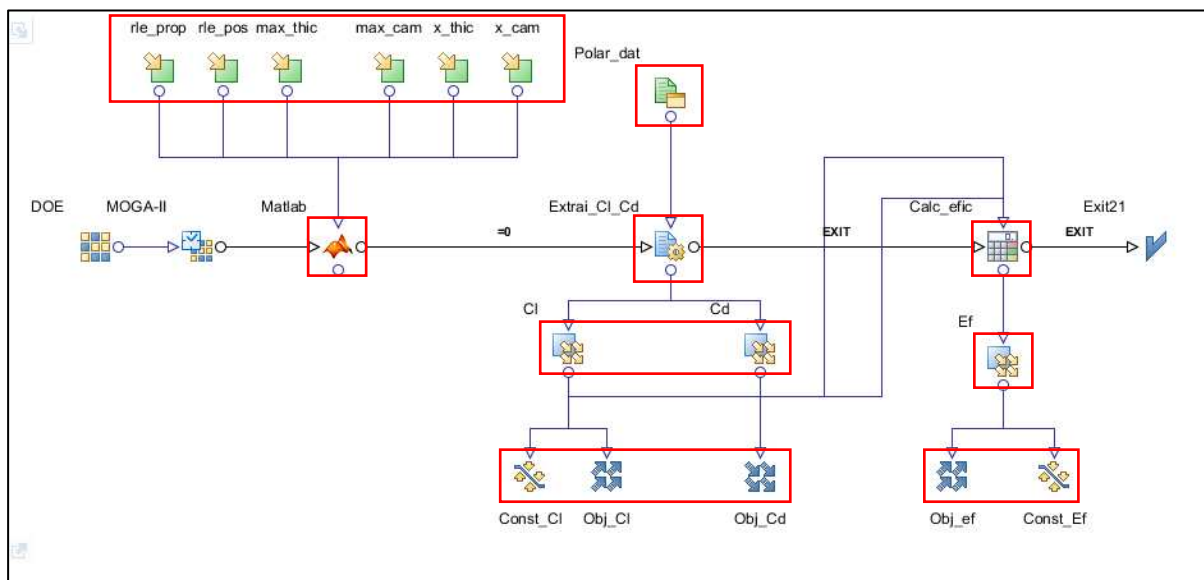 rle_prop rle_pos max_thic max_cam x_thic x_cam
Polar_dat
DOE MOGA-II Matlab Extrai_Cl_Cd Calc_efic Exit21
=0 EXIT EXIT
Cl Cd Ef
Const_Cl Obj_Cl Obj_Cd Obj_ef Const_Ef